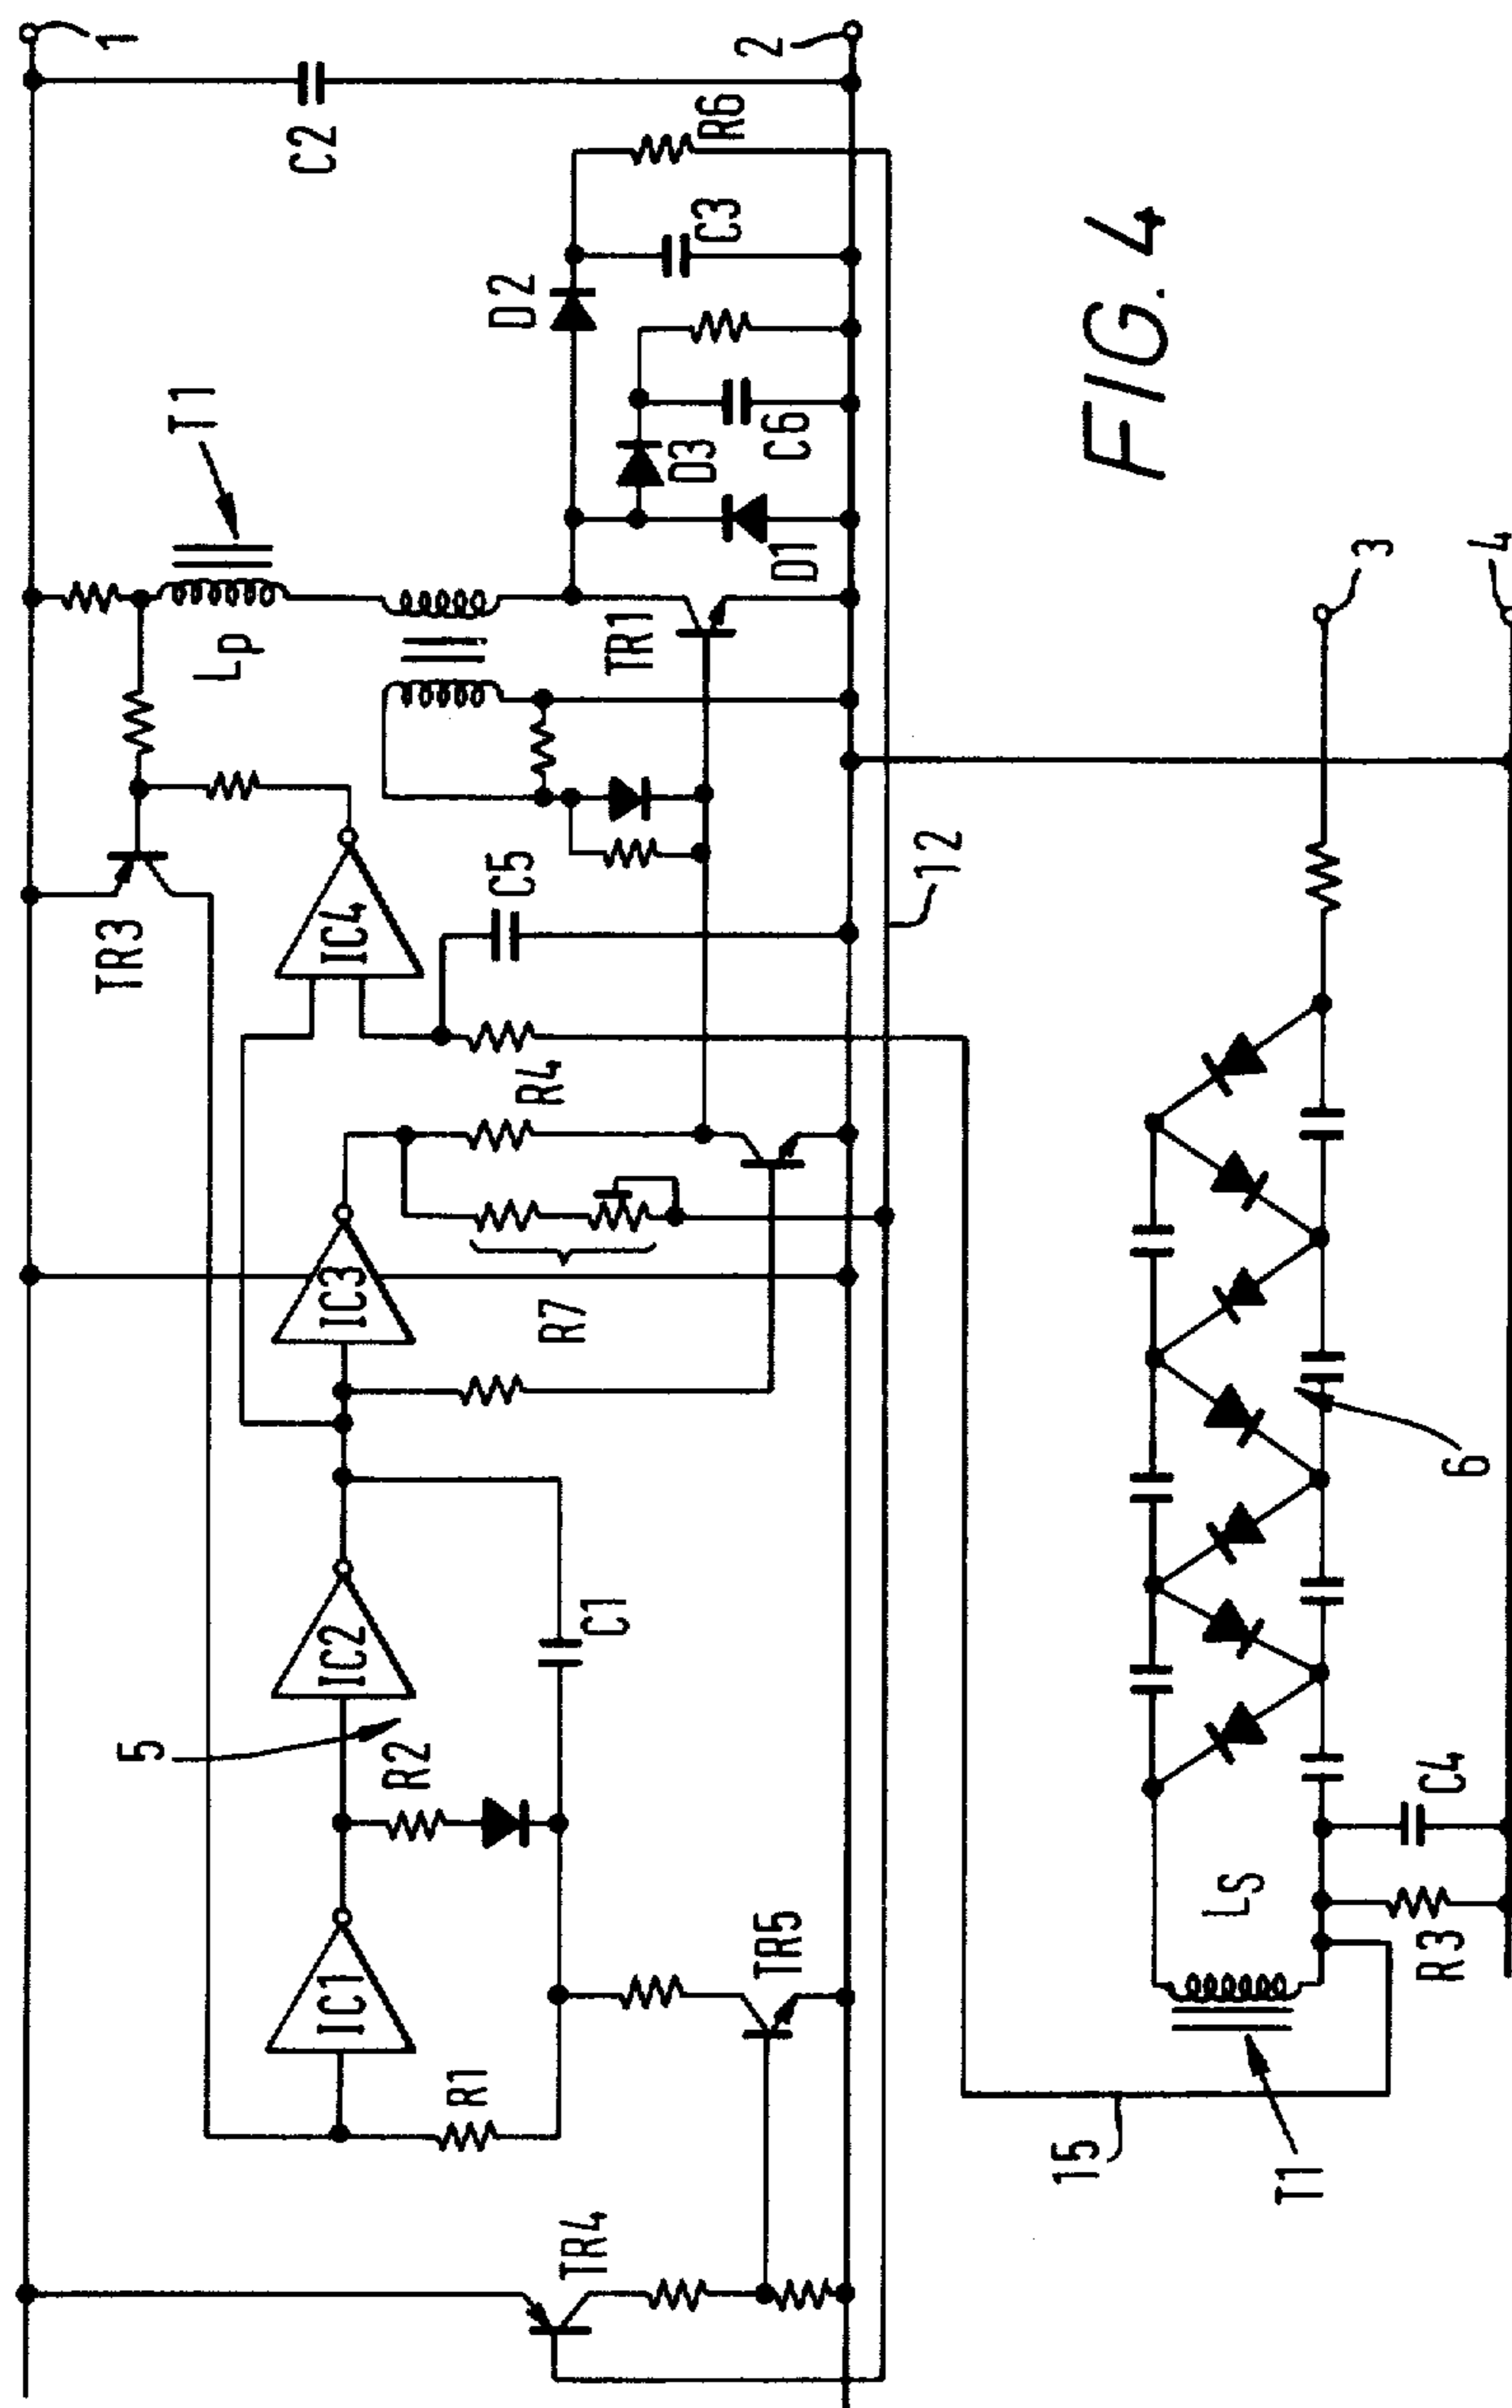 1
C2
2
R6
C3
D2
C6
D3
D1
T1
Lp
TR1
TR3
IC4
C5
12
R4
IC3
R7
IC2
C1
5
R2
IC1
R1
TR5
TR4
FIG. 4
3
4
6
C4
LS
R3
15
T1